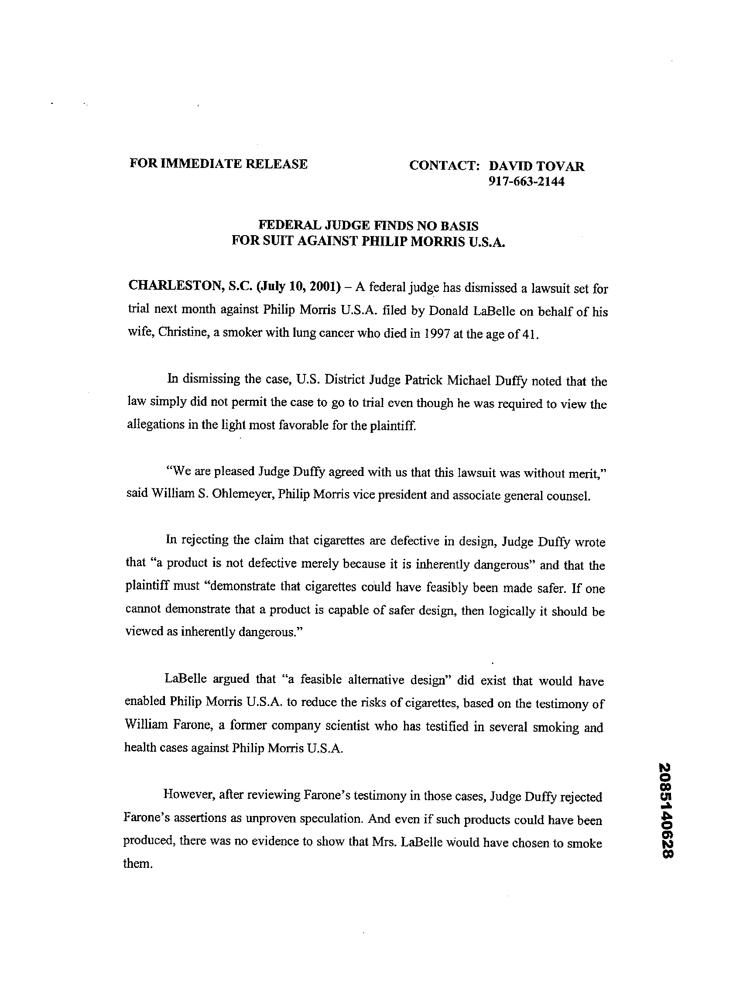 FOR IMMEDIATE RELEASE
CONTACT: DAVID TOVAR
917-663-2144
FEDERAL JUDGE FINDS NO BASIS
FOR SUIT AGAINST PHILIP MORRIS U.S.A.
CHARLESTON, S.C. (July 10, 2001) – A federal judge has dismissed a lawsuit set for
trial next month against Philip Morris U.S.A. filed by Donald LaBelle on behalf of his
wife, Christine, a smoker with lung cancer who died in 1997 at the age of 41.
In dismissing the case, U.S. District Judge Patrick Michael Duffy noted that the
law simply did not permit the case to go to trial even though he was required to view the
allegations in the light most favorable for the plaintiff.
“We are pleased Judge Duffy agreed with us that this lawsuit was without merit,”
said William S. Ohlemeyer, Philip Morris vice president and associate general counsel.
In rejecting the claim that cigarettes are defective in design, Judge Duffy wrote
that “a product is not defective merely because it is inherently dangerous” and that the
plaintiff must “demonstrate that cigarettes could have feasibly been made safer. If one
cannot demonstrate that a product is capable of safer design, then logically it should be
viewed as inherently dangerous.”
LaBelle argued that “a feasible alternative design” did exist that would have
enabled Philip Morris U.S.A. to reduce the risks of cigarettes, based on the testimony of
William Farone, a former company scientist who has testified in several smoking and
health cases against Philip Morris U.S.A.
However, after reviewing Farone’s testimony in those cases, Judge Duffy rejected
Farone’s assertions as unproven speculation. And even if such products could have been
produced, there was no evidence to show that Mrs. LaBelle would have chosen to smoke
them.
2085140628